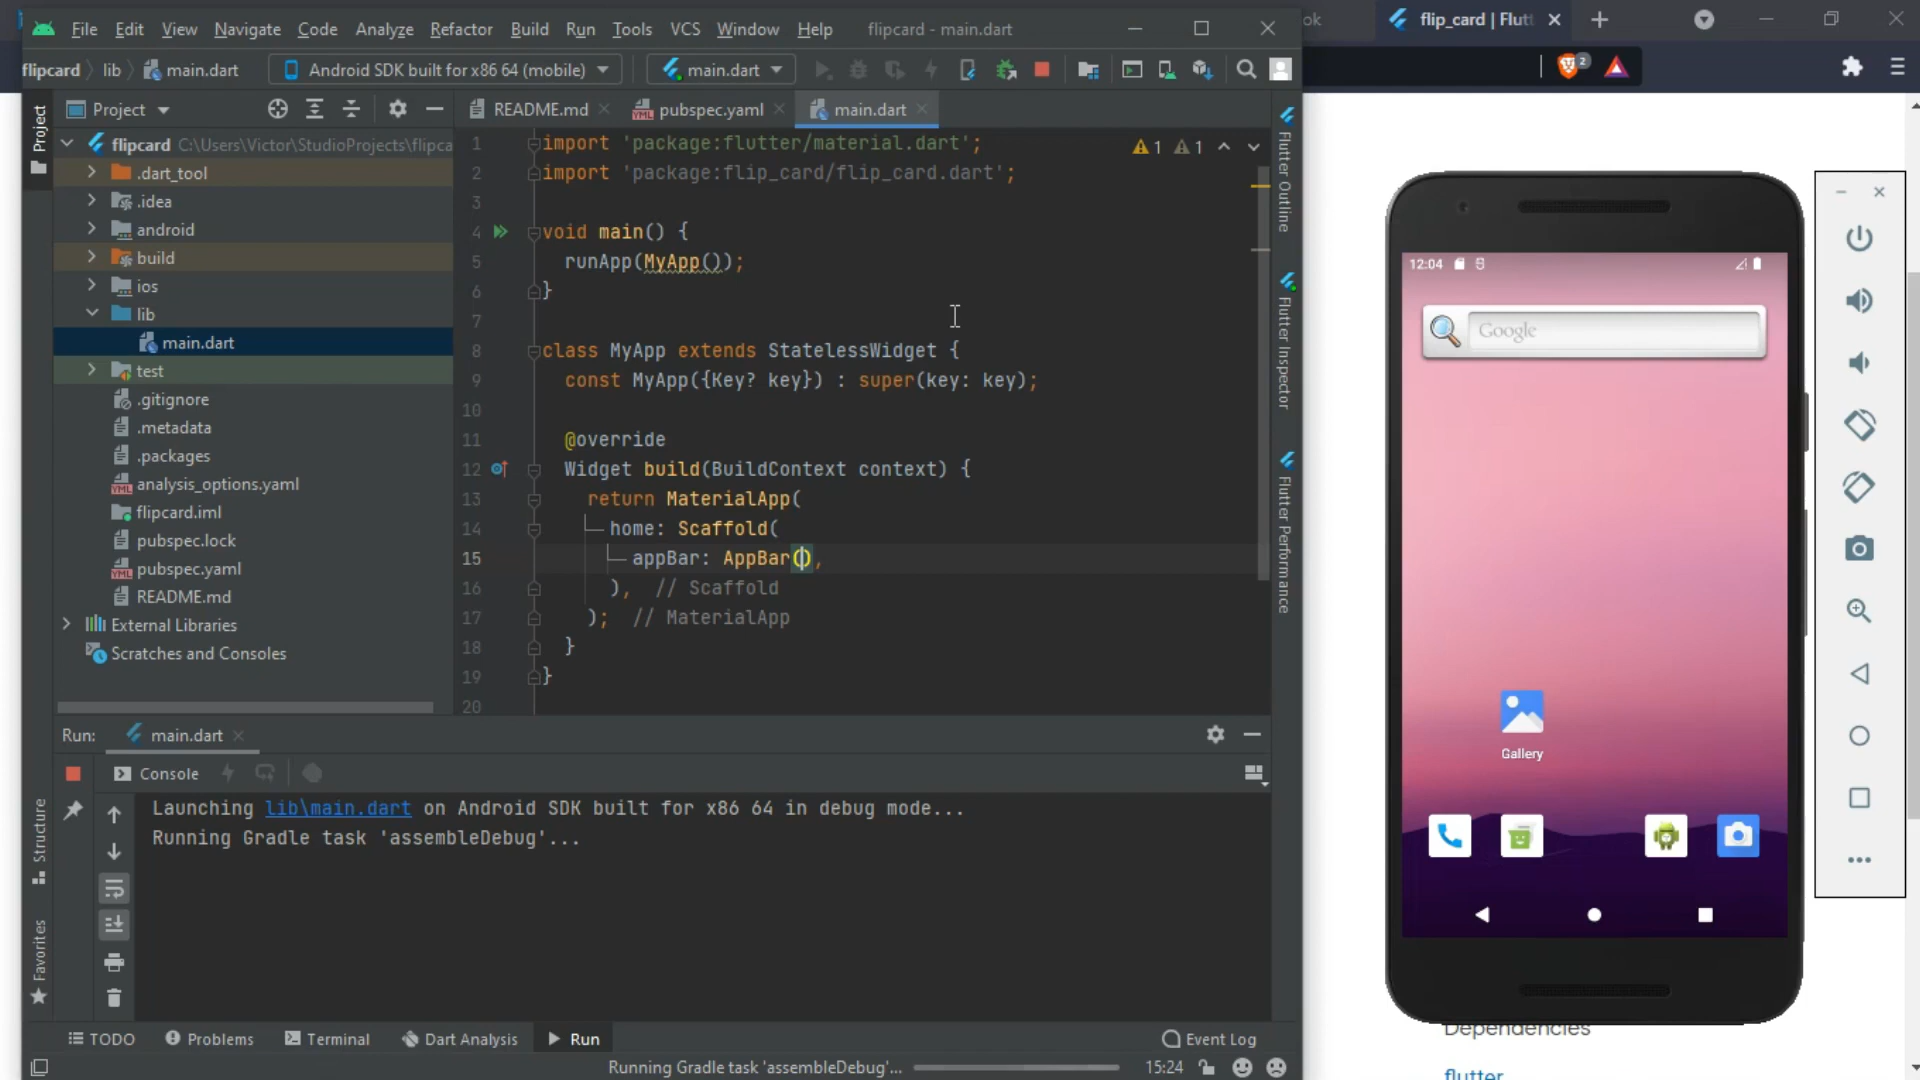 File Edit View Navigate Code Analyze Refactor Build Run Tools VCS Window Help flipcard - main.dart
flip_card | Flut
flipcard lib main.dart Android SDK built for x86 64 (mobile) main.dart
2
Project
README.md pubspec.yaml main.dart
flipcard C:\Users\Victor\StudioProjects\flipca
.dart_tool
.idea
android
build
ios
lib
main.dart
test
.gitignore
.metadata
.packages
analysis_options.yaml
flipcard.iml
pubspec.lock
pubspec.yaml
README.md
External Libraries
Scratches and Consoles
1 import 'package:flutter/material.dart';
1 1
2 import 'package:flip_card/flip_card.dart';
3
4 void main() {
5 runApp(MyApp());
6 }
7
8 class MyApp extends StatelessWidget {
9 const MyApp({Key? key}) : super(key: key);
10
11 @override
12 Widget build(BuildContext context) {
13 return MaterialApp(
14 home: Scaffold(
15 appBar: AppBar(),
16 ), // Scaffold
17 ); // MaterialApp
18 }
19 }
20
Project
Structure
Favorites
Flutter Outline
Flutter Inspector
Flutter Performance
Run: main.dart
Console
Launching lib\main.dart on Android SDK built for x86 64 in debug mode...
Running Gradle task 'assembleDebug'...
TODO Problems Terminal Dart Analysis Run Event Log
Running Gradle task 'assembleDebug'... 15:24
12:04
Google
Gallery
Dependencies
flutter